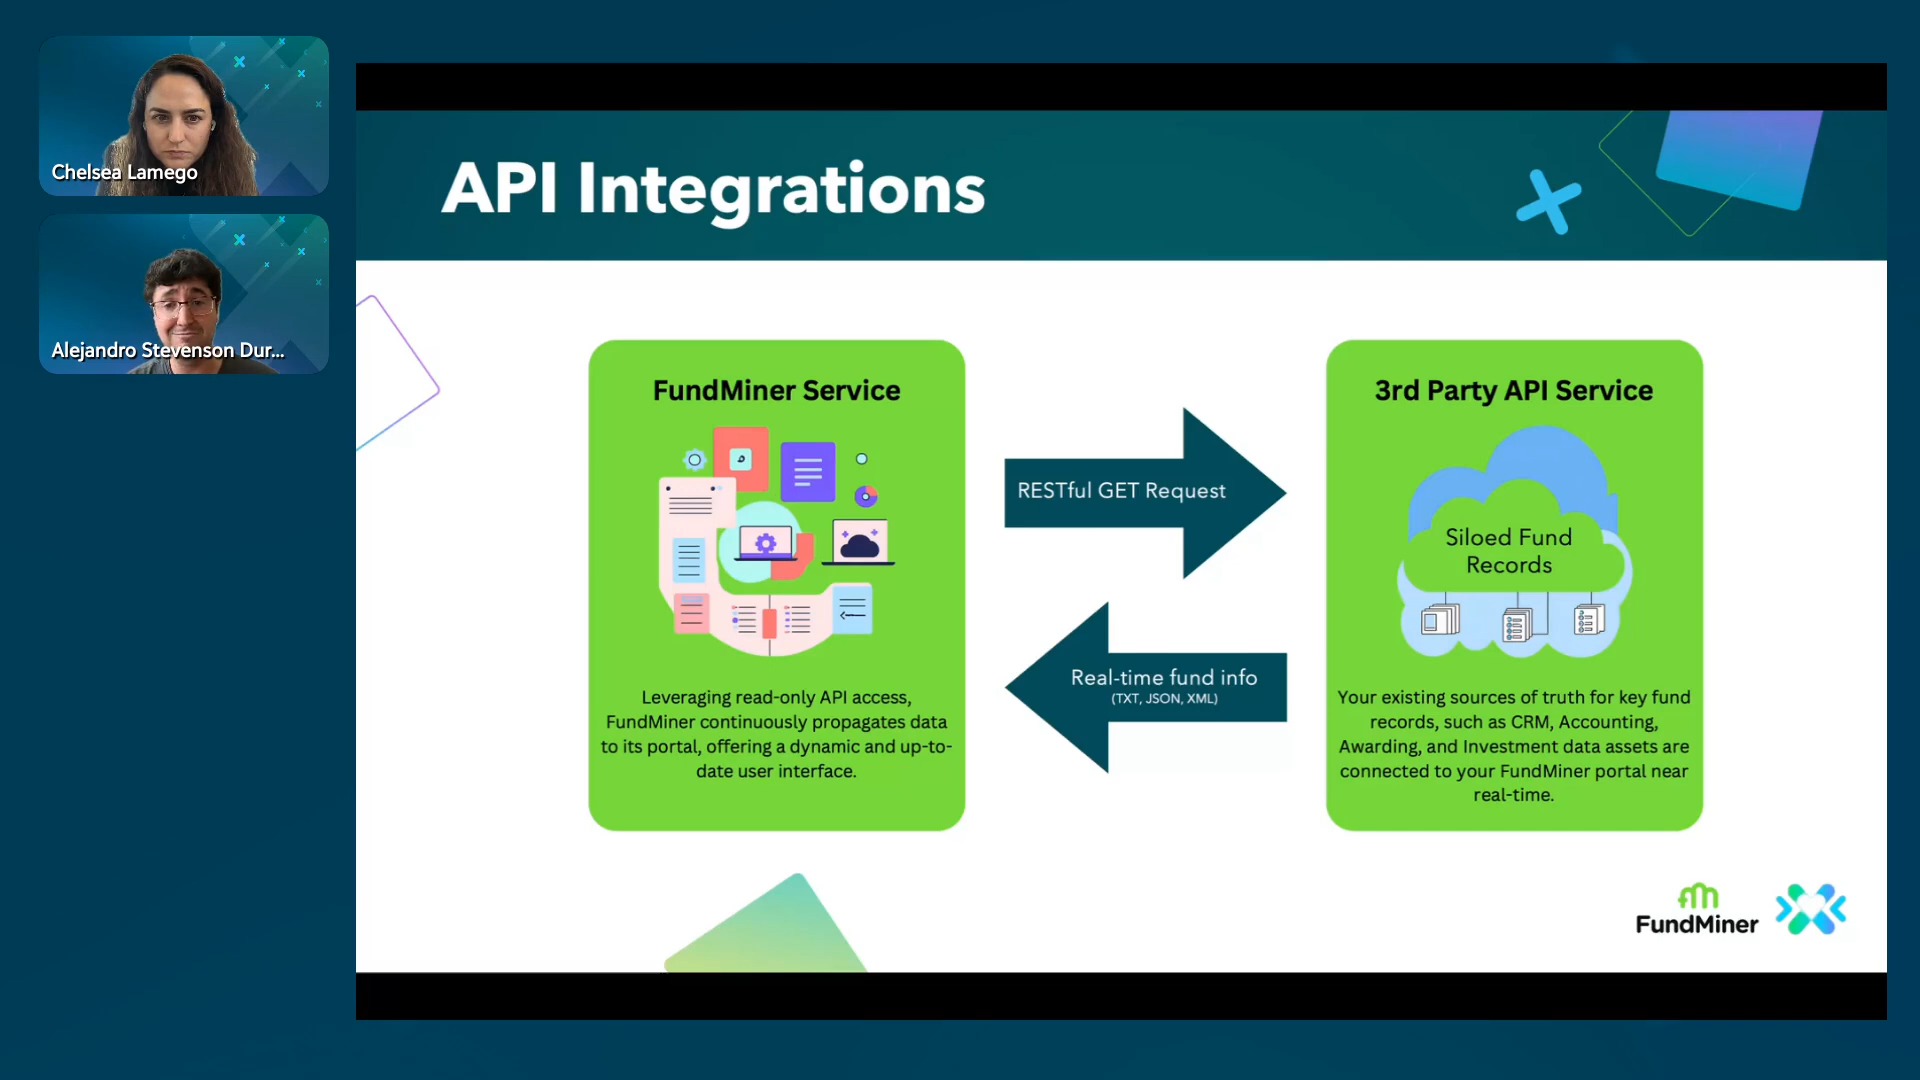 Chelsea Lamego
Alejandro Stevenson Dur...
API Integrations
FundMiner Service
Leveraging read-only API access,
FundMiner continuously propagates data
to its portal, offering a dynamic and up-to-
date user interface.
RESTful GET Request
Real-time fund info
(TXT, JSON, XML)
3rd Party API Service
Siloed Fund
Records
Your existing sources of truth for key fund
records, such as CRM, Accounting,
Awarding, and Investment data assets are
connected to your FundMiner portal near
real-time.
FundMiner